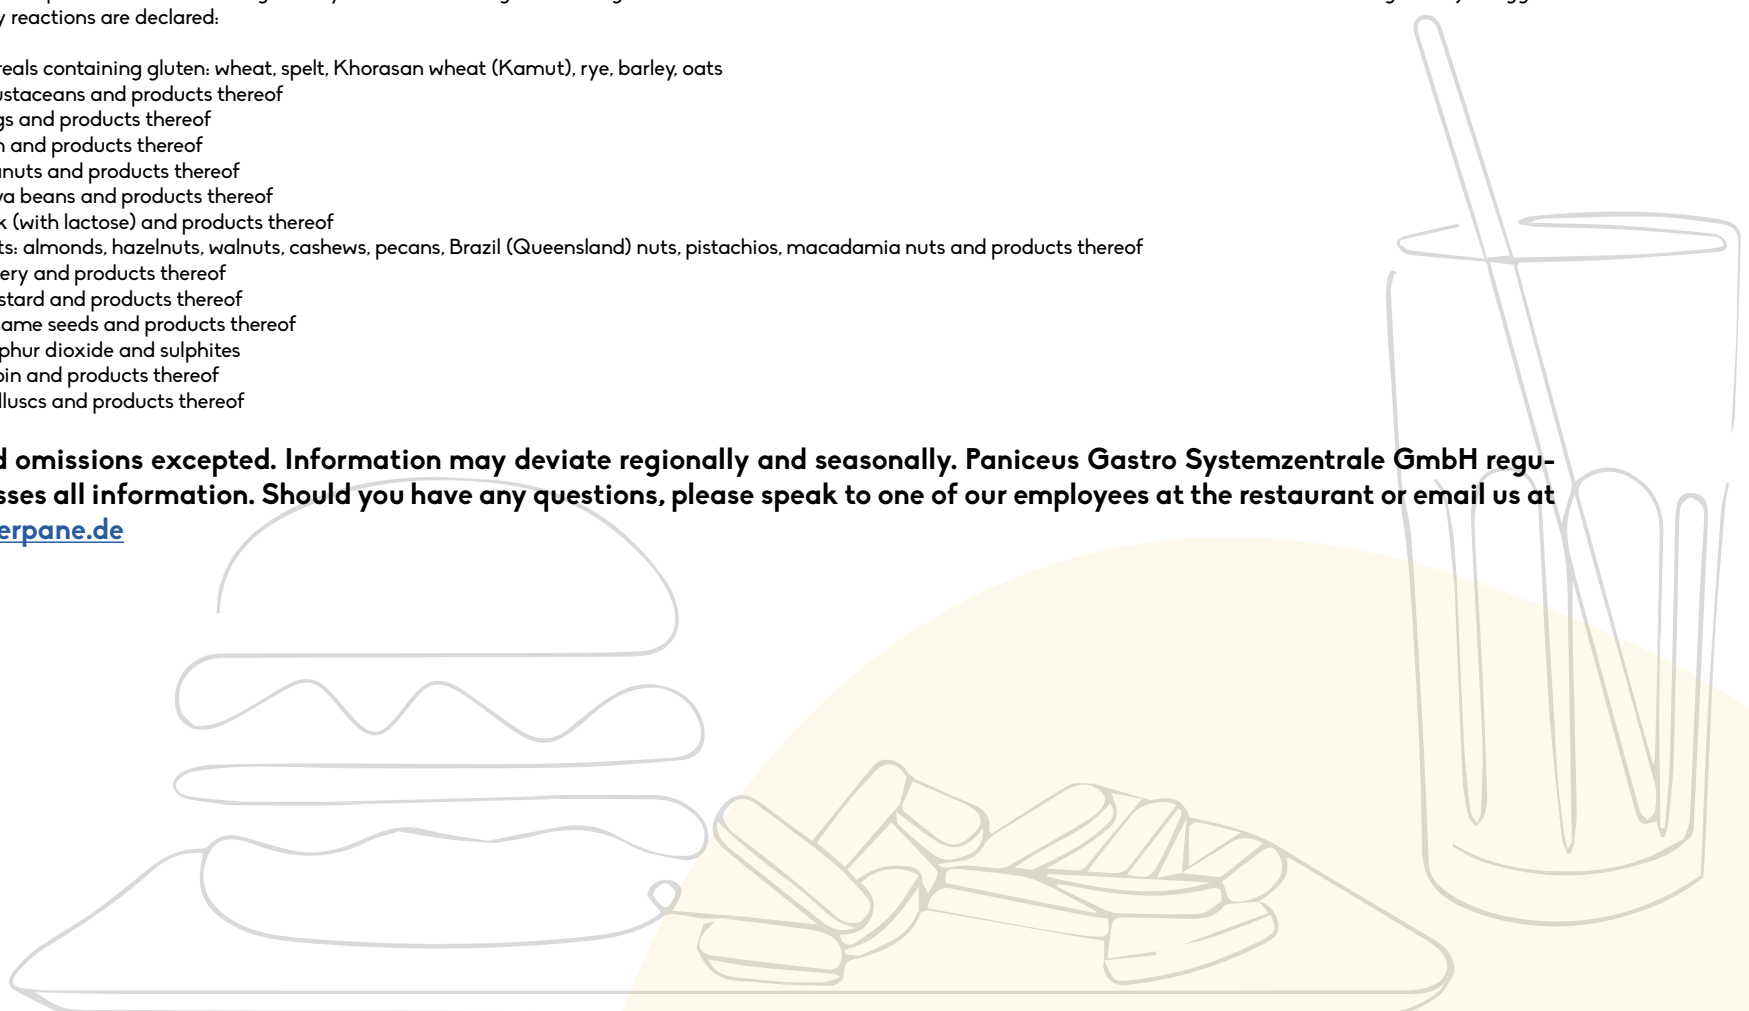 y reactions are declared:
reals containing gluten: wheat, spelt, Khorasan wheat (Kamut), rye, barley, oats
ustaceans and products thereof
gs and products thereof
n and products thereof
anuts and products thereof
ya beans and products thereof
k (with lactose) and products thereof
ts: almonds, hazelnuts, walnuts, cashews, pecans, Brazil (Queensland) nuts, pistachios, macadamia nuts and products thereof
ery and products thereof
stard and products thereof
same seeds and products thereof
phur dioxide and sulphites
pin and products thereof
lluscs and products thereof
d omissions excepted. Information may deviate regionally and seasonally. Paniceus Gastro Systemzentrale GmbH regu-
sses all information. Should you have any questions, please speak to one of our employees at the restaurant or email us at
erpane.de